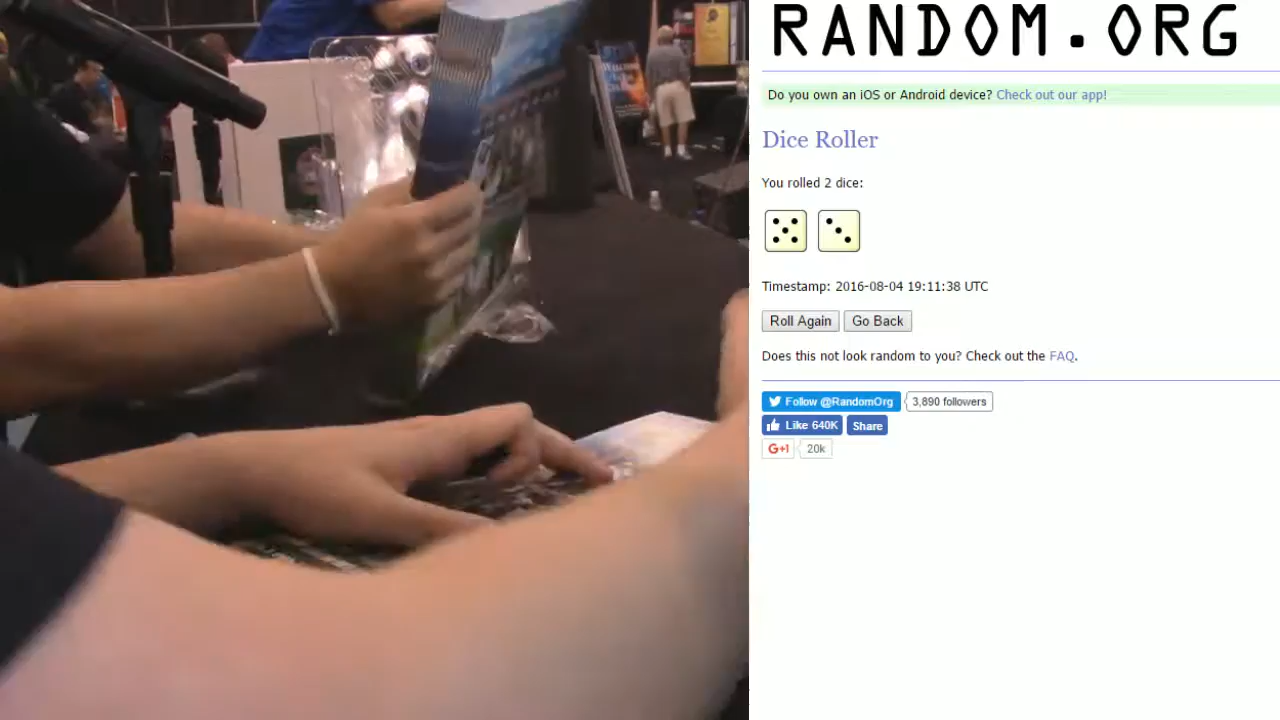 RANDOM.ORG
Do you own an iOS or Android device? Check out our app!
Dice Roller
You rolled 2 dice:
Timestamp: 2016-08-04 19:11:38 UTC
Roll Again Go Back
Does this not look random to you? Check out the FAQ.
Follow @RandomOrg 3,890 followers
Like 640K Share
G+1 20k